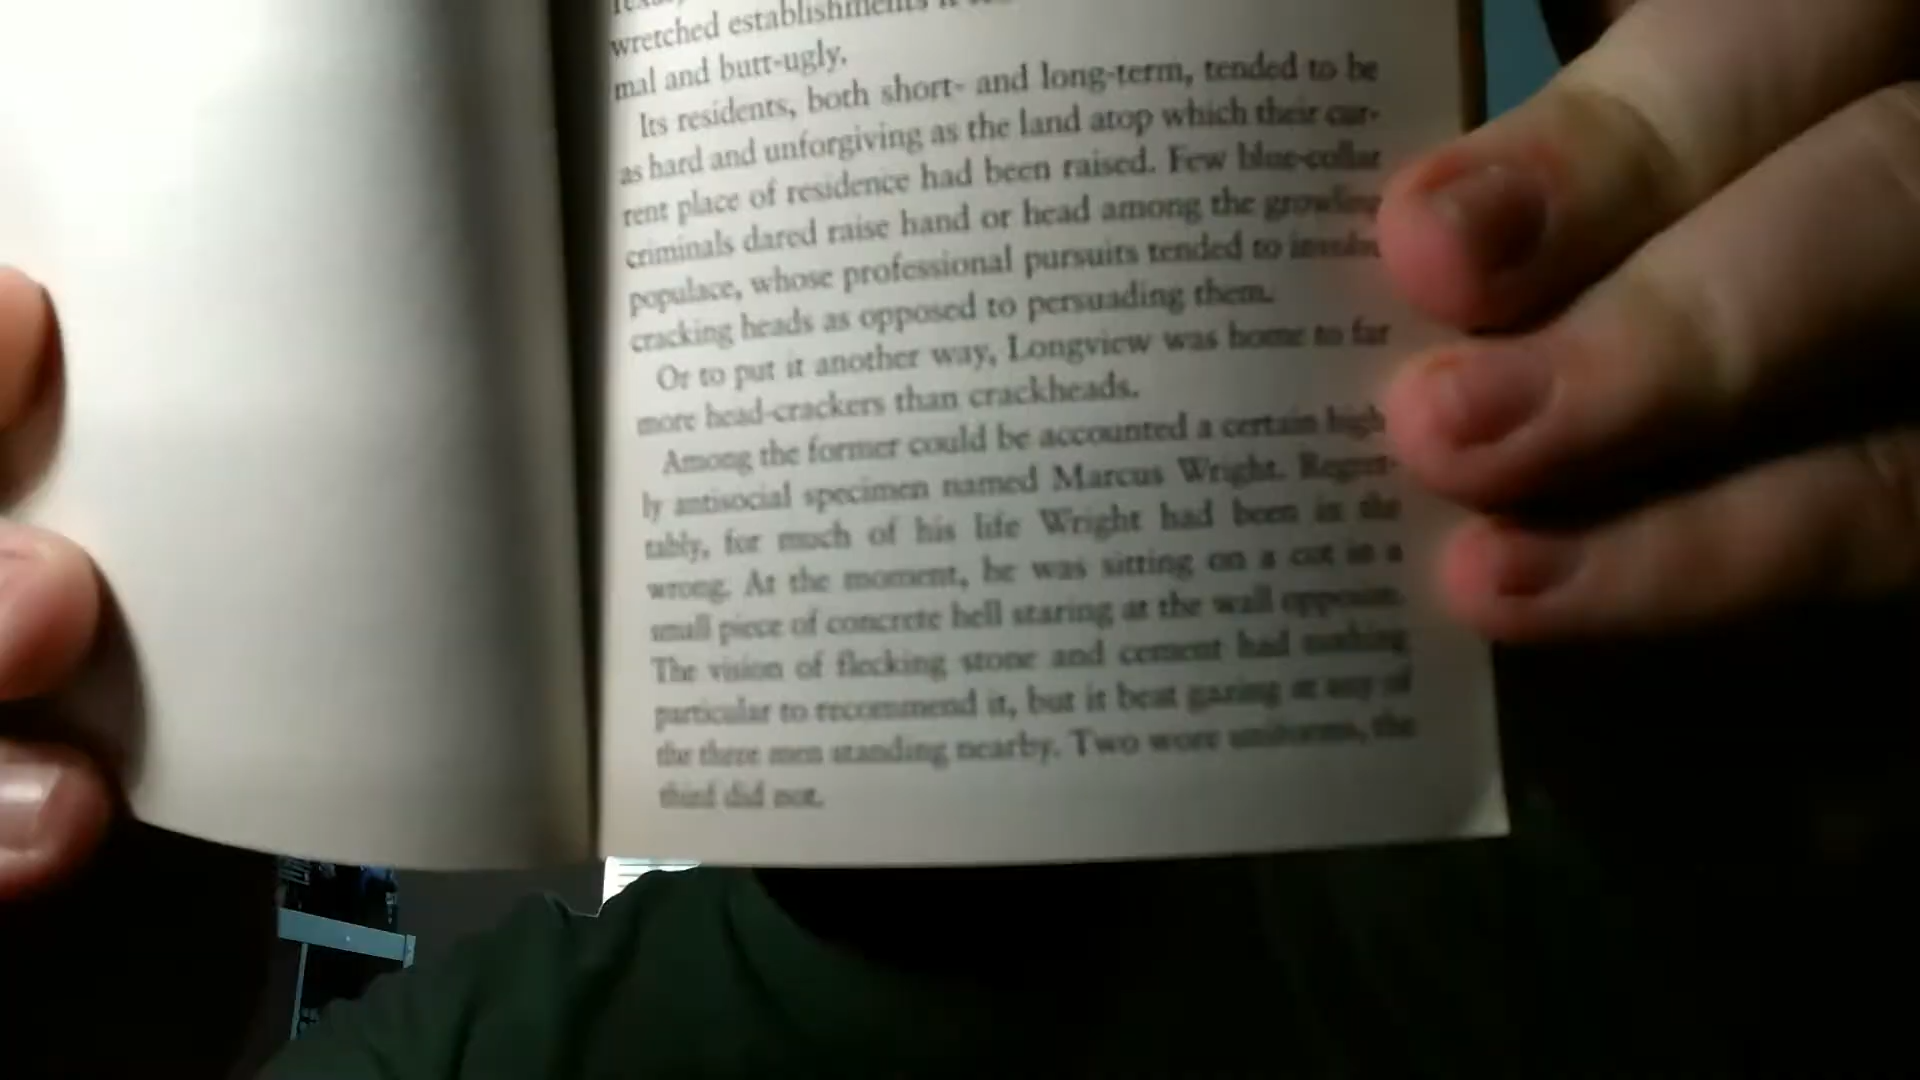 wretched establishments
mal and butt-ugly.
Its residents, both short- and long-term, tended to be
as hard and unforgiving as the land atop which their cur-
rent place of residence had been raised. Few blue-collar
criminals dared raise hand or head among the growling
populace, whose professional pursuits tended to involve
cracking heads as opposed to persuading them.
Or to put it another way, Longview was home to far
more head-crackers than crackheads.
Among the former could be accounted a certain high-
ly antisocial specimen named Marcus Wright. Regret-
tably, for much of his life Wright had been in the
wrong. At the moment, he was sitting on a cot in a
small piece of concrete hell staring at the wall opposite.
The vision of flecking stone and cement had nothing
particular to recommend it, but it beat gazing at any of
the three men standing nearby. Two wore uniforms, the
third did not.